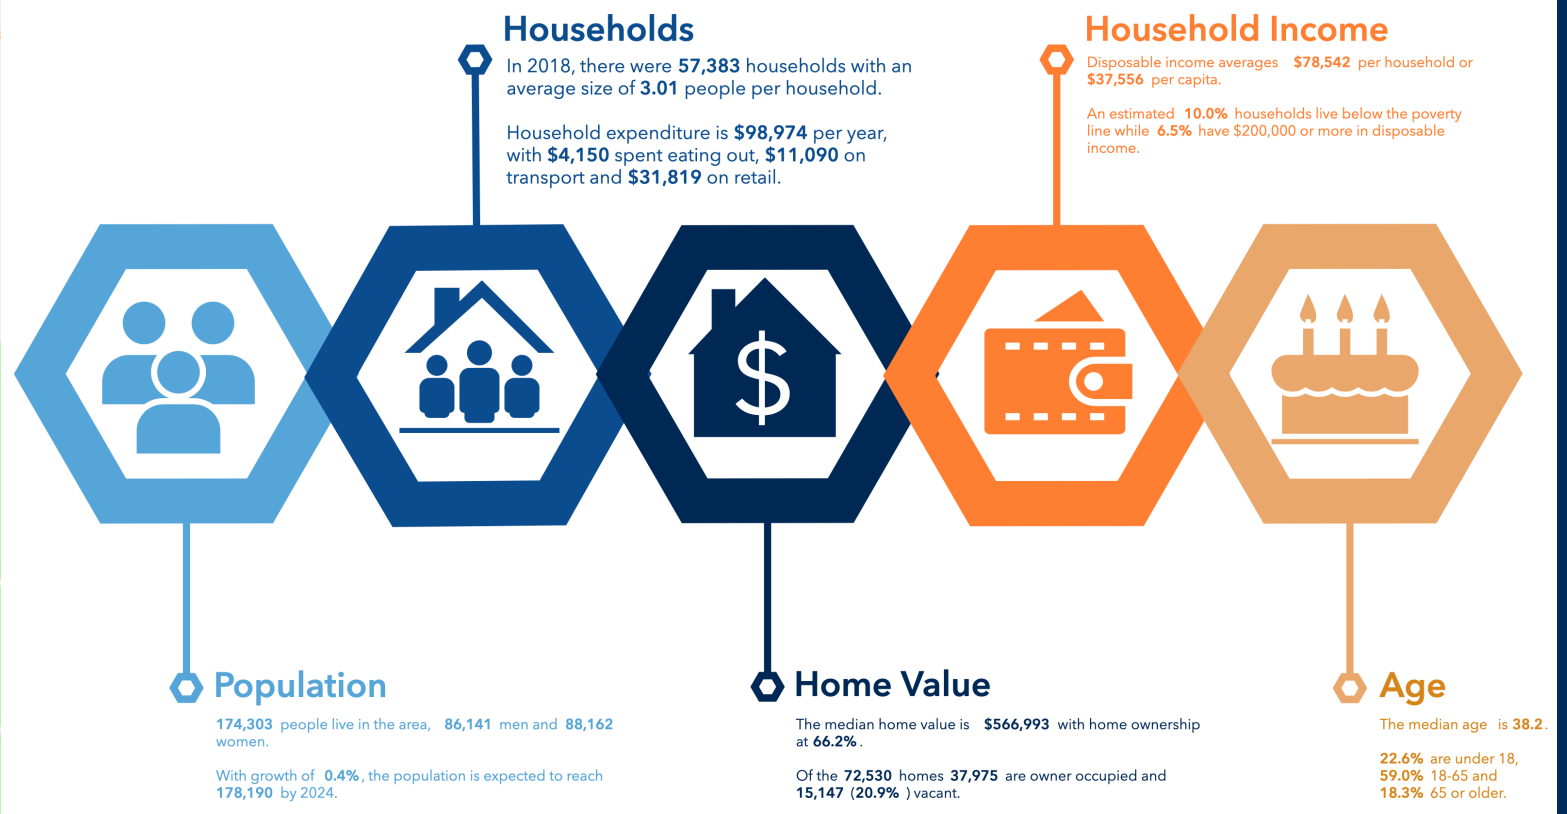 Households
In 2018, there were 57,383 households with an
average size of 3.01 people per household.
Household expenditure is $98,974 per year,
with $4,150 spent eating out, $11,090 on
transport and $31,819 on retail.
Household Income
Disposable income averages $78,542 per household or
$37,556 per capita.
An estimated 10.0% households live below the poverty
line while 6.5% have $200,000 or more in disposable
income.
$
Population
174,303 people live in the area, 86,141 men and 88,162
women.
With growth of 0.4%, the population is expected to reach
178,190 by 2024.
Home Value
The median home value is $566,993 with home ownership
at 66.2%.
Of the 72,530 homes 37,975 are owner occupied and
15,147 (20.9% ) vacant.
Age
The median age is 38.2.
22.6% are under 18,
59.0% 18-65 and
18.3% 65 or older.